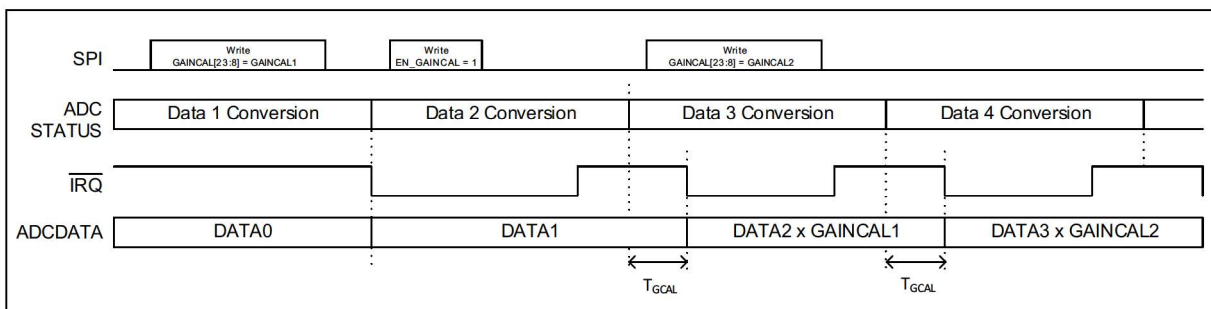 SPI
Write
GAINCAL[23:8] = GAINCAL1
Write
EN_GAINCAL = 1
Write
GAINCAL[23:8] = GAINCAL2
ADC
STATUS
Data 1 Conversion
Data 2 Conversion
Data 3 Conversion
Data 4 Conversion
IRQ
ADCDATA
DATA0
DATA1
DATA2 x GAINCAL1
DATA3 x GAINCAL2
TGCAL
TGCAL